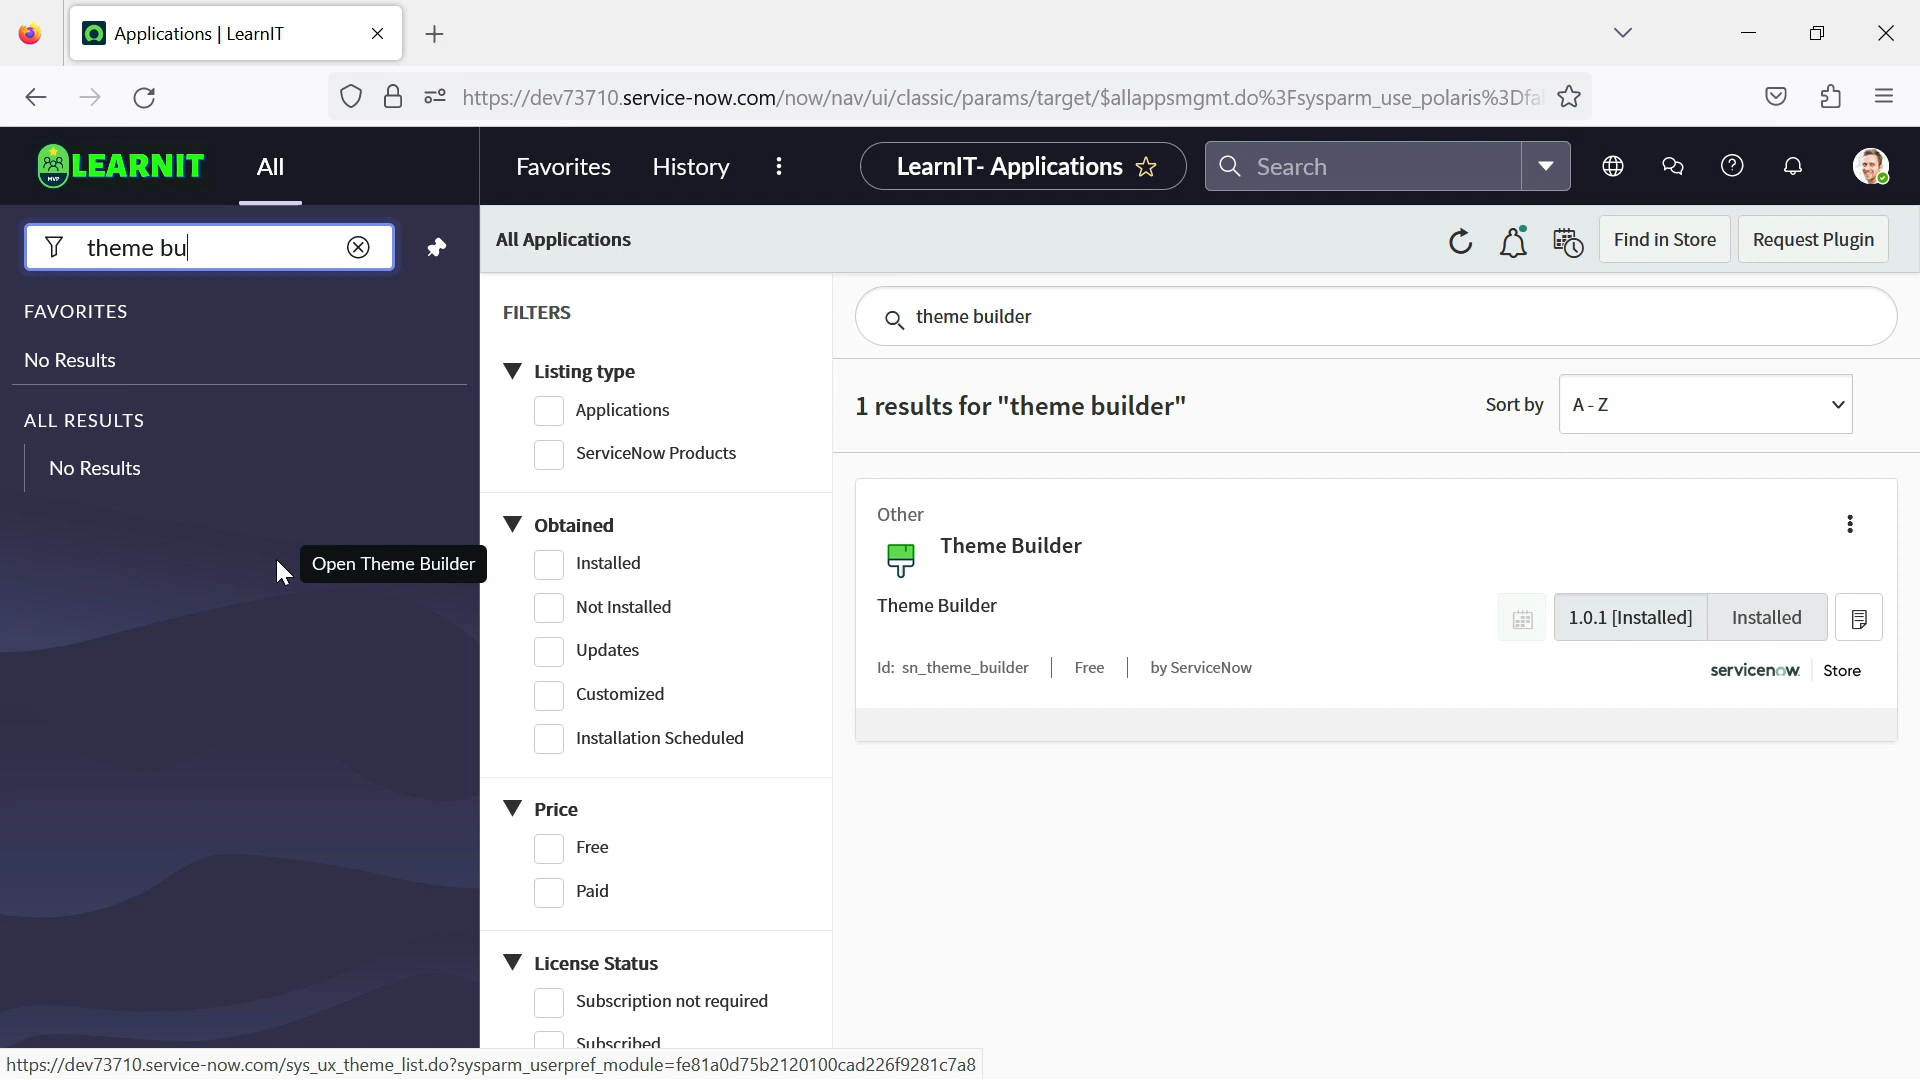 Applications | LearnIT
https://dev73710.service-now.com/now/nav/ui/classic/params/target/$allappsmgmt.do%3Fsysparm_use_polaris%3Dfal
MVP LEARNIT
All
Favorites
History
LearnIT- Applications
Search
theme bu
FAVORITES
No Results
ALL RESULTS
No Results
Open Theme Builder
All Applications
Find in Store
Request Plugin
FILTERS
Listing type
Applications
ServiceNow Products
Obtained
Installed
Not Installed
Updates
Customized
Installation Scheduled
Price
Free
Paid
License Status
Subscription not required
Subscribed
theme builder
1 results for "theme builder"
Sort by
A - Z
Other
Theme Builder
Theme Builder
1.0.1 [Installed]
Installed
Id: sn_theme_builder
Free
by ServiceNow
servicenow
Store
https://dev73710.service-now.com/sys_ux_theme_list.do?sysparm_userpref_module=fe81a0d75b2120100cad226f9281c7a8